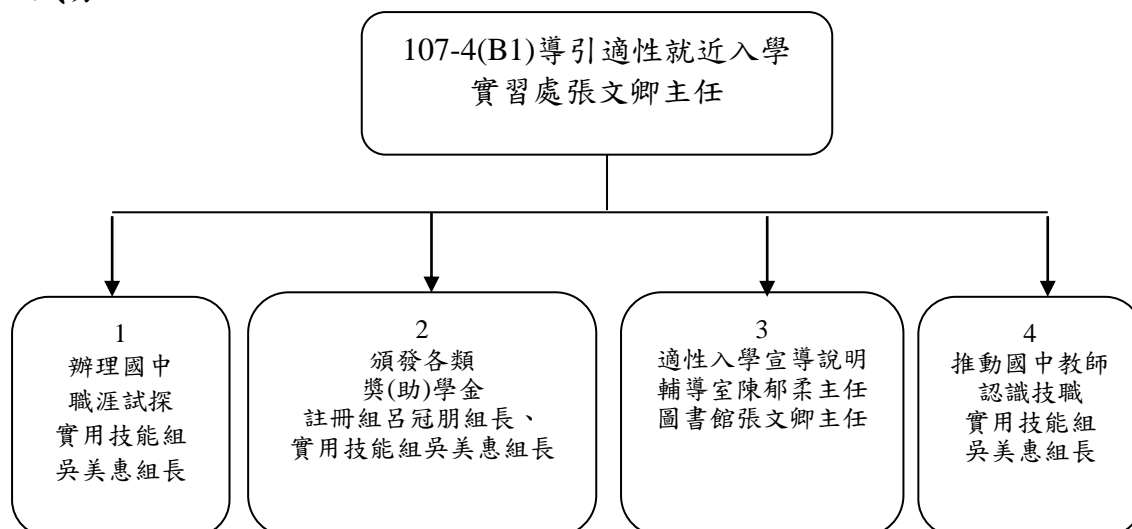 107-4(B1)導引適性就近入學
實習處張文卿主任
1
辦理國中
職涯試探
實用技能組
吳美惠組長
2
頒發各類
獎(助)學金
註冊組呂冠朋組長、
實用技能組吳美惠組長
3
適性入學宣導說明
輔導室陳郁柔主任
圖書館張文卿主任
4
推動國中教師
認識技職
實用技能組
吳美惠組長